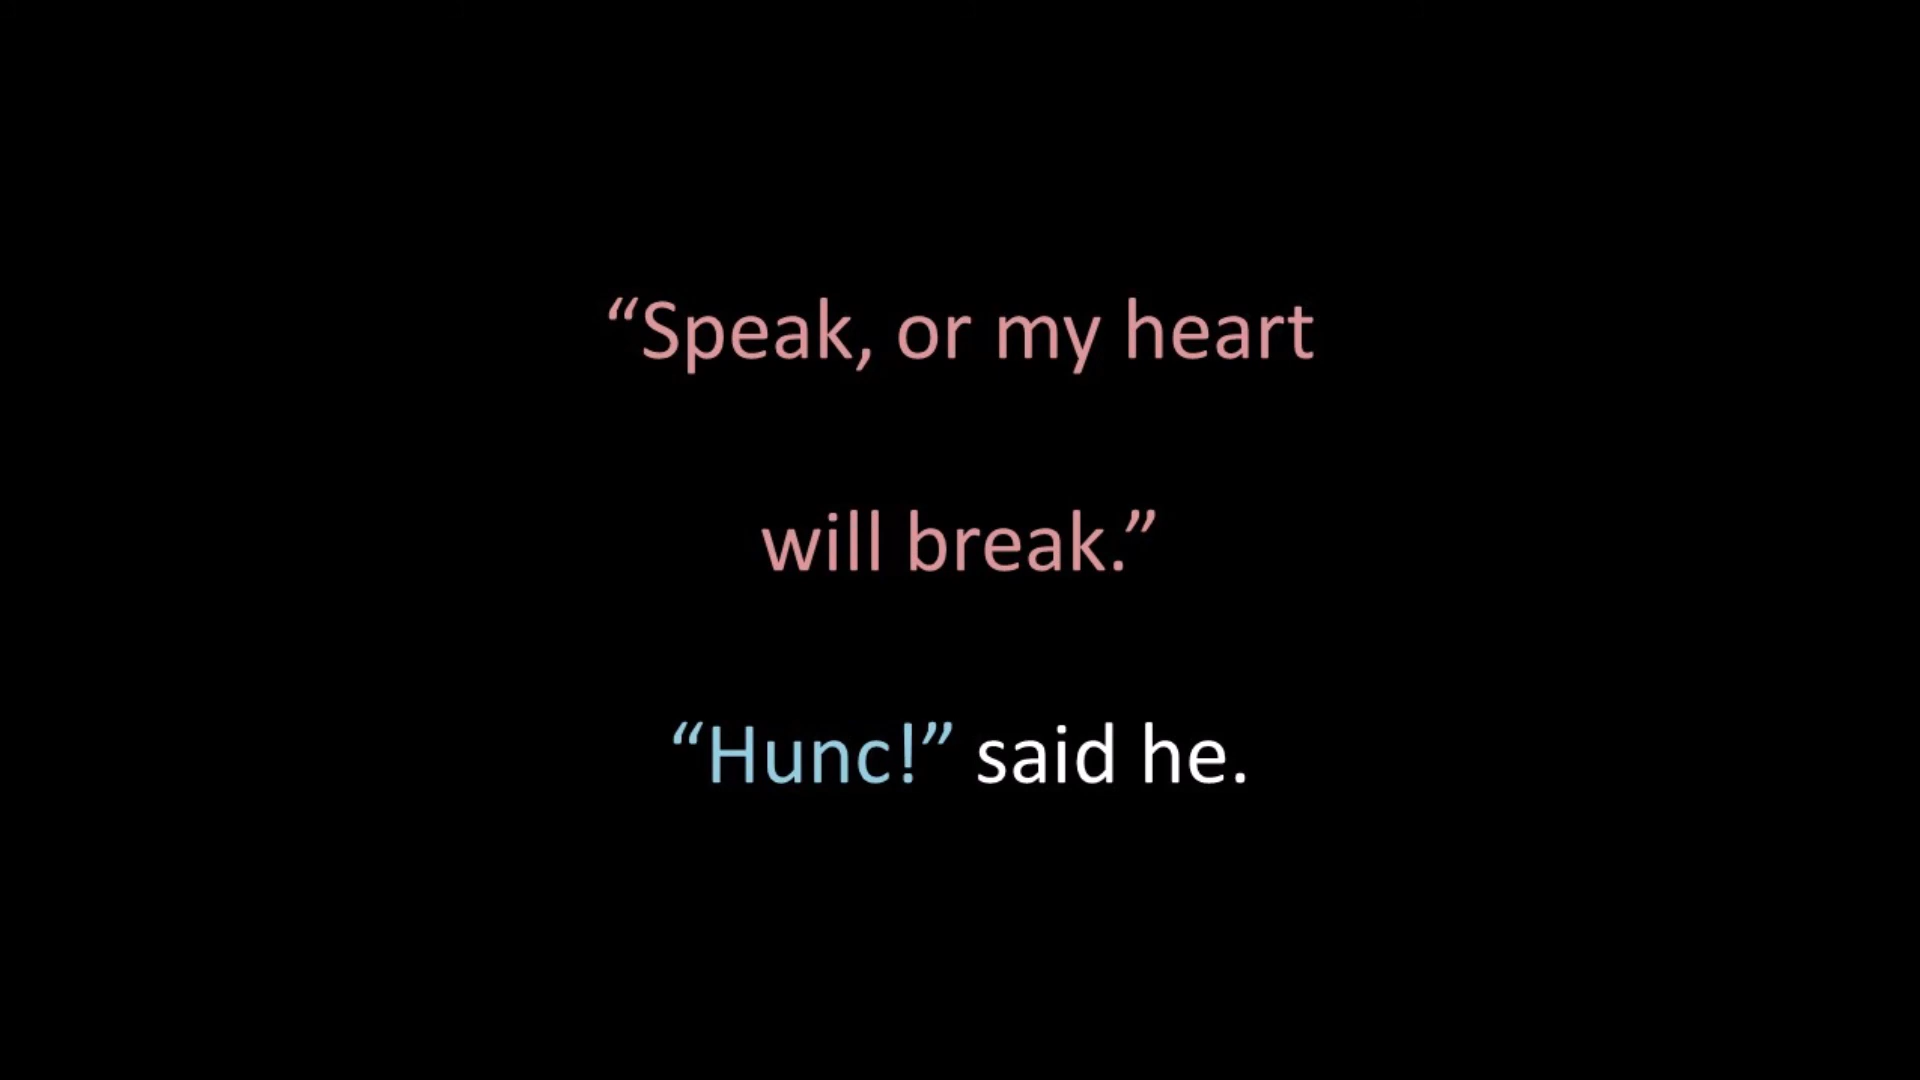 “Speak, or my heart
will break.”
“Hunc!” said he.